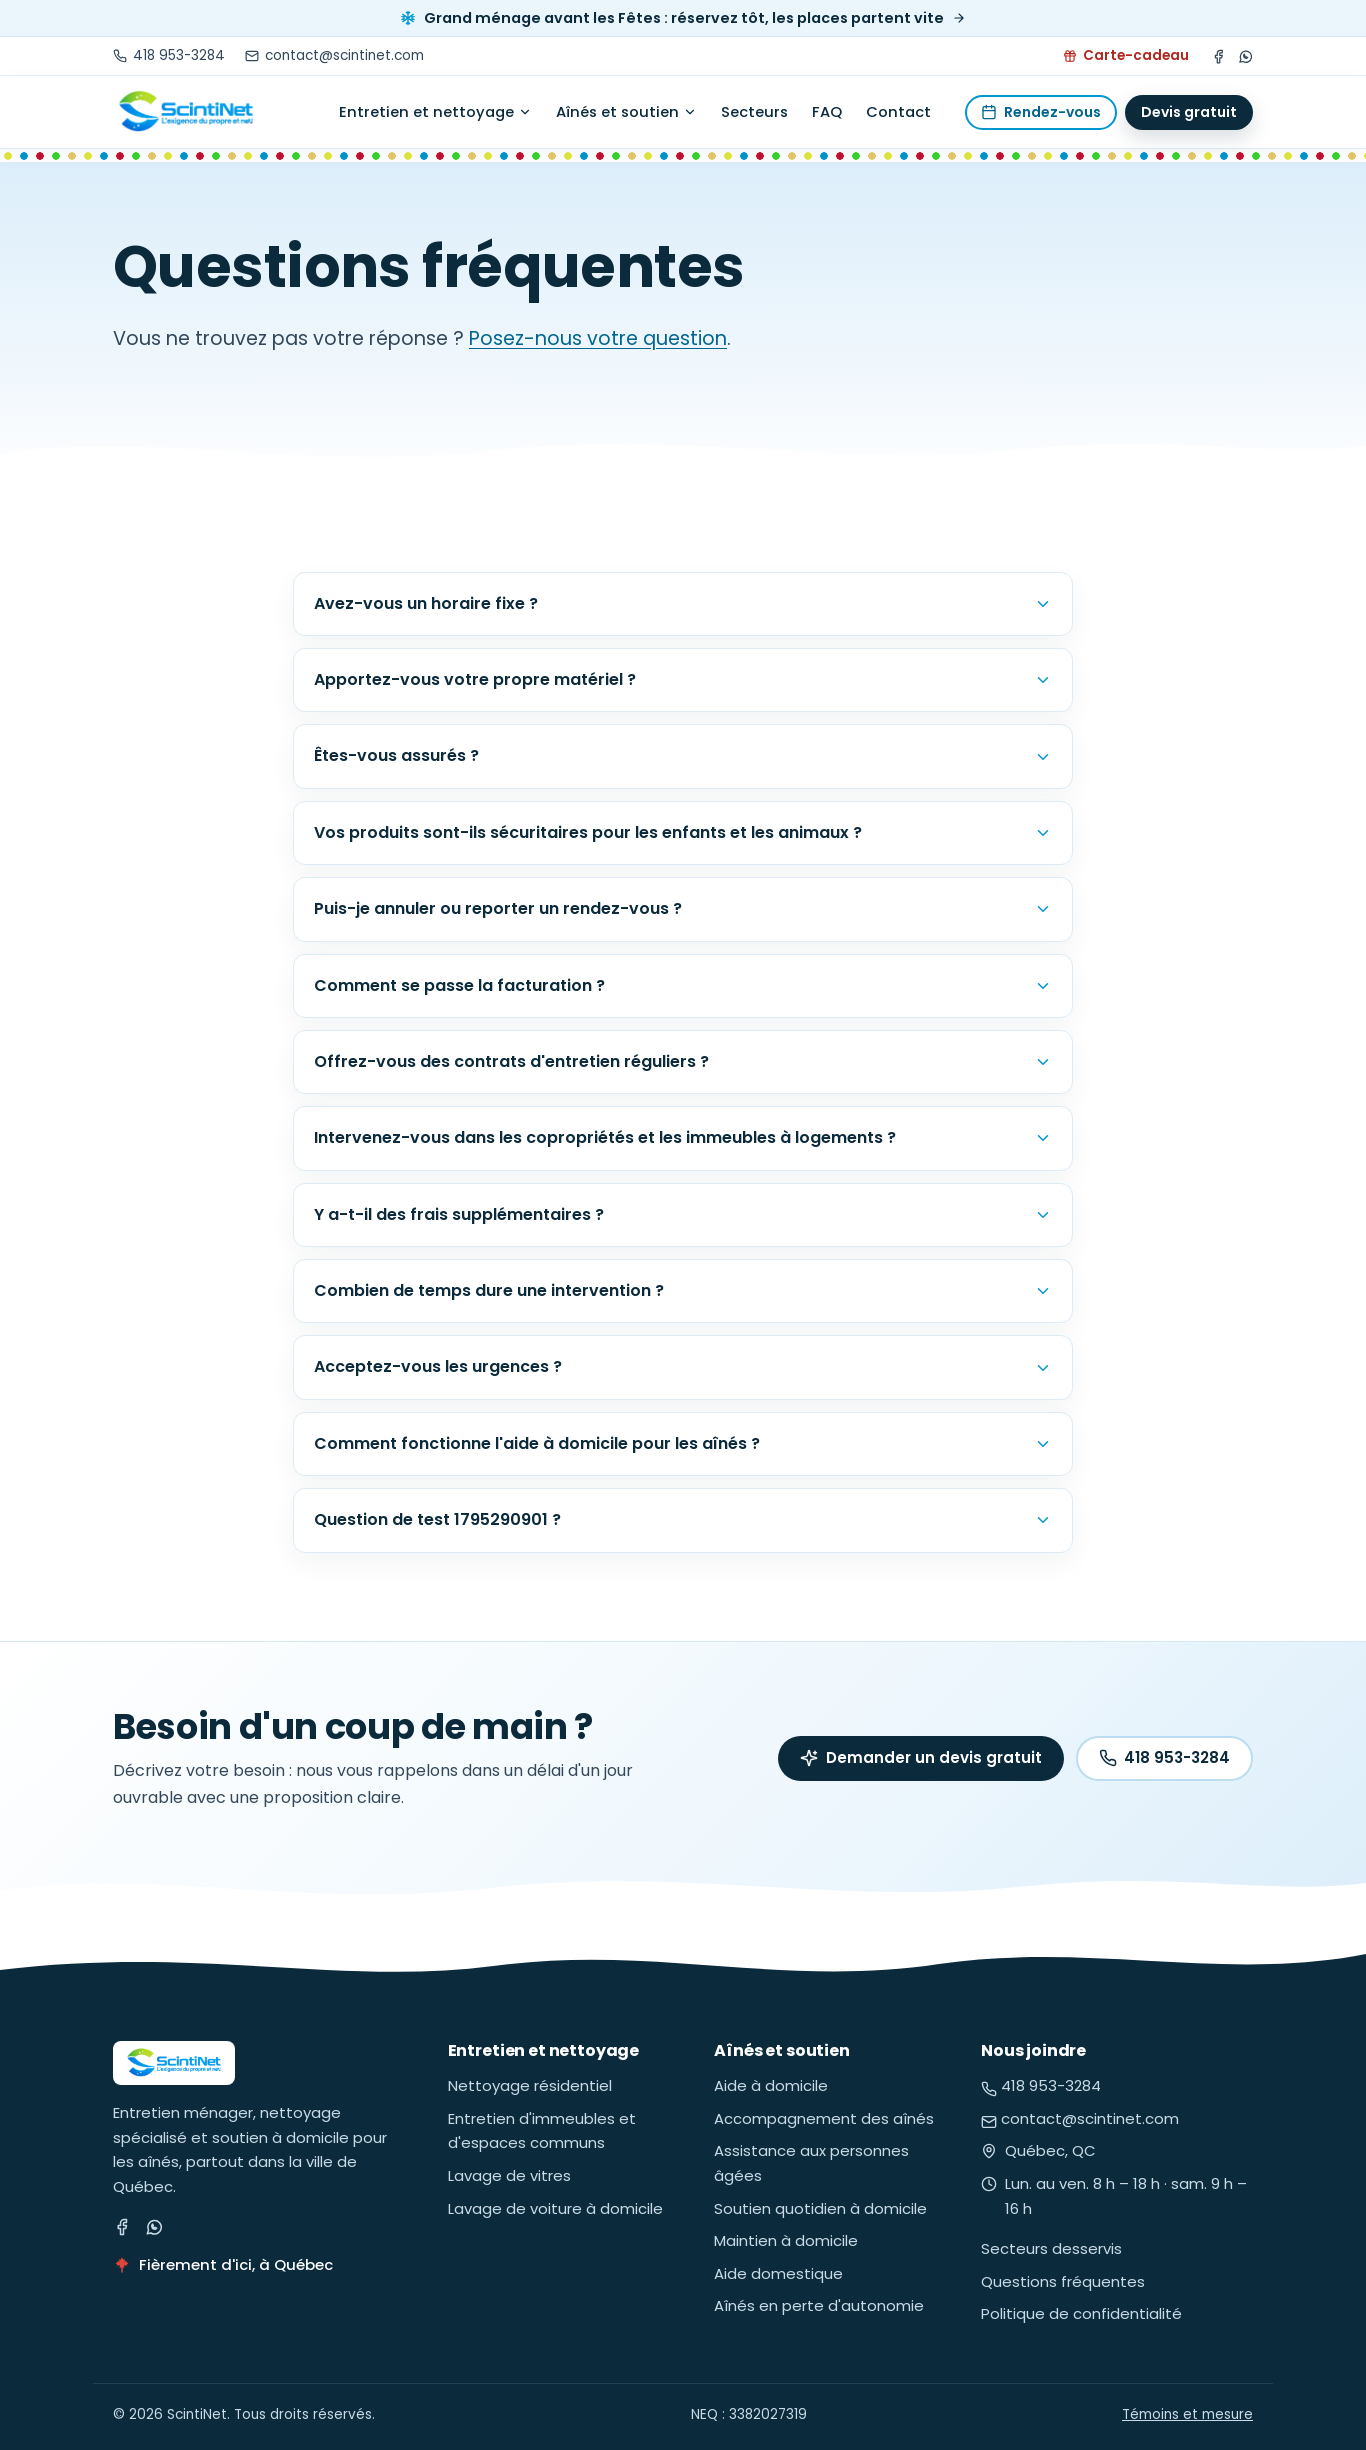 Grand ménage avant les Fêtes : réservez tôt, les places partent vite
418 953-3284
contact@scintinet.com
Carte-cadeau
ScintiNet
L'exigence du propre et net!
Entretien et nettoyage
Aînés et soutien
Secteurs
FAQ
Contact
Rendez-vous
Devis gratuit
Questions fréquentes
Vous ne trouvez pas votre réponse ? Posez-nous votre question.
Avez-vous un horaire fixe ?
Apportez-vous votre propre matériel ?
Êtes-vous assurés ?
Vos produits sont-ils sécuritaires pour les enfants et les animaux ?
Puis-je annuler ou reporter un rendez-vous ?
Comment se passe la facturation ?
Offrez-vous des contrats d'entretien réguliers ?
Intervenez-vous dans les copropriétés et les immeubles à logements ?
Y a-t-il des frais supplémentaires ?
Combien de temps dure une intervention ?
Acceptez-vous les urgences ?
Comment fonctionne l'aide à domicile pour les aînés ?
Question de test 1795290901 ?
Besoin d'un coup de main ?
Décrivez votre besoin : nous vous rappelons dans un délai d'un jour
ouvrable avec une proposition claire.
Demander un devis gratuit
418 953-3284
ScintiNet
L'exigence du propre et net!
Entretien ménager, nettoyage
spécialisé et soutien à domicile pour
les aînés, partout dans la ville de
Québec.
Fièrement d'ici, à Québec
Entretien et nettoyage
Nettoyage résidentiel
Entretien d'immeubles et
d'espaces communs
Lavage de vitres
Lavage de voiture à domicile
Aînés et soutien
Aide à domicile
Accompagnement des aînés
Assistance aux personnes
âgées
Soutien quotidien à domicile
Maintien à domicile
Aide domestique
Aînés en perte d'autonomie
Nous joindre
418 953-3284
contact@scintinet.com
Québec, QC
Lun. au ven. 8 h – 18 h · sam. 9 h –
16 h
Secteurs desservis
Questions fréquentes
Politique de confidentialité
© 2026 ScintiNet. Tous droits réservés.
NEQ : 3382027319
Témoins et mesure